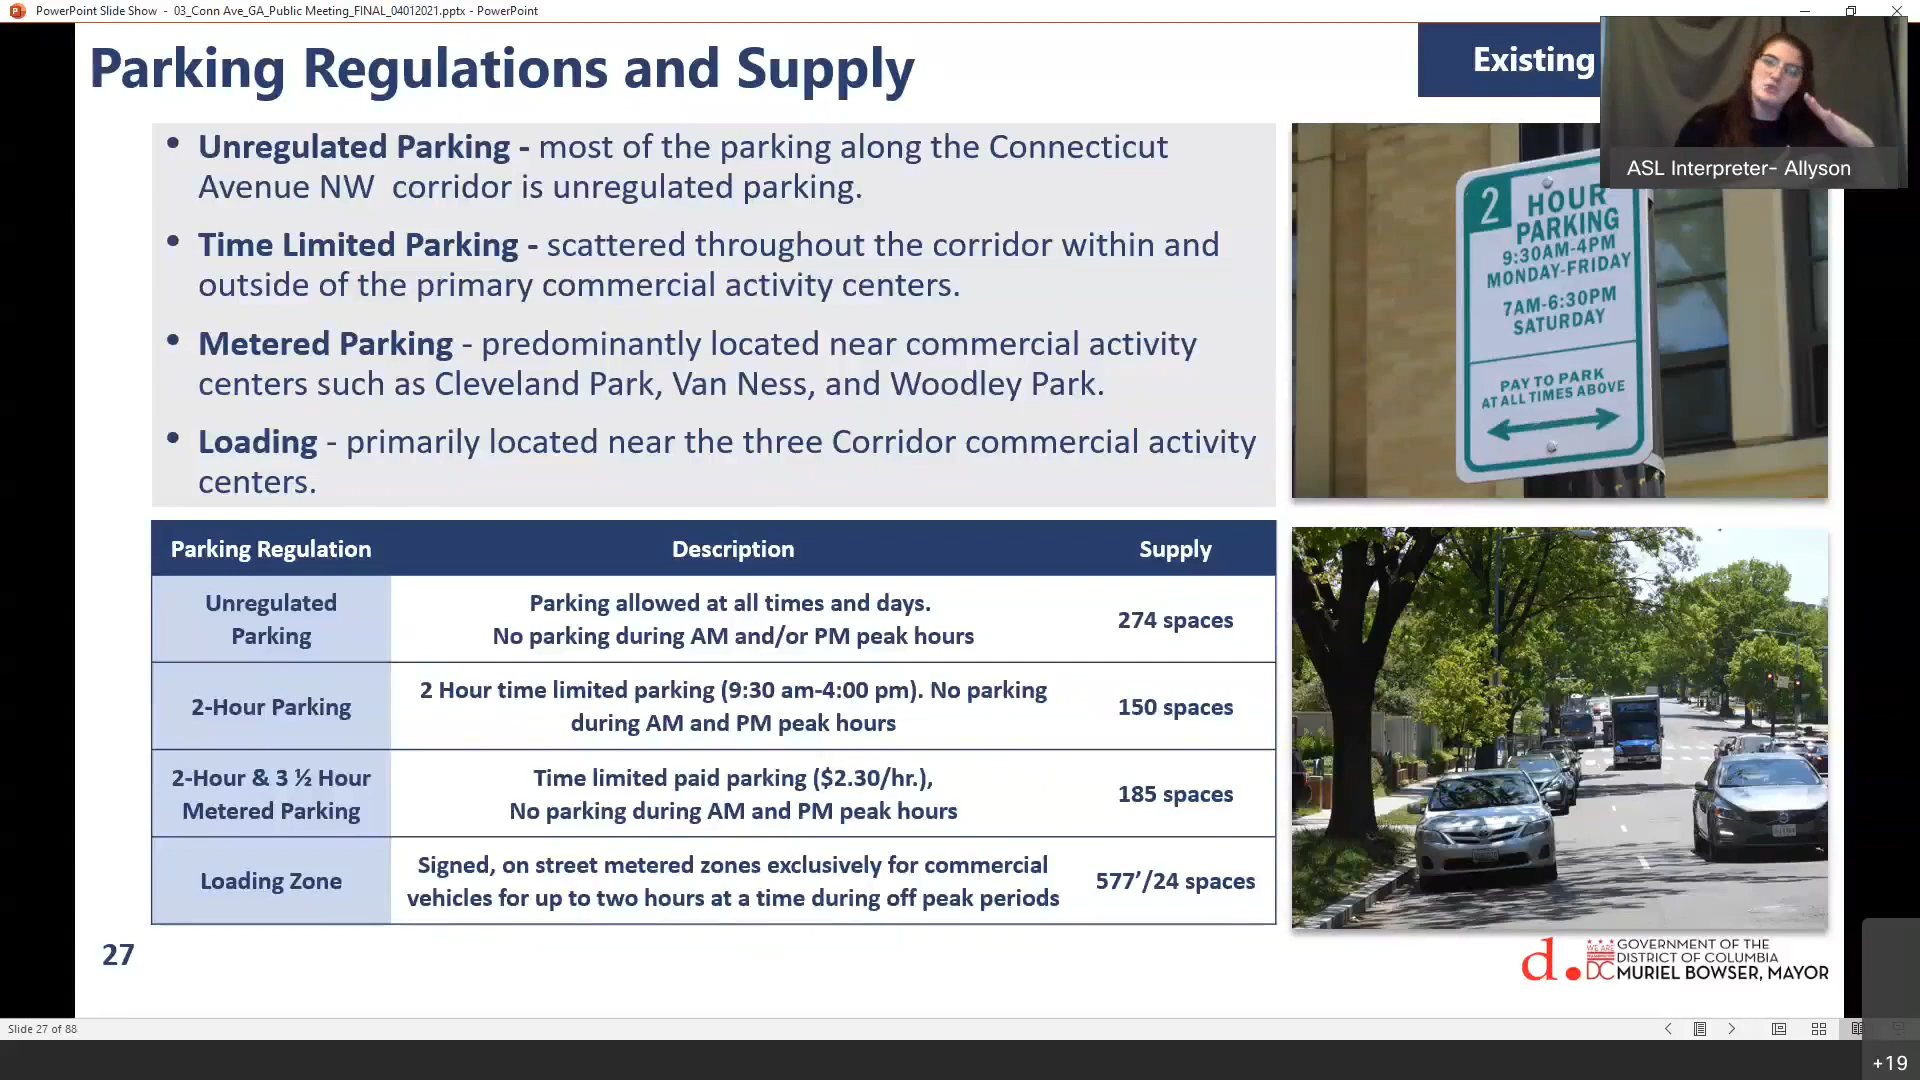 PowerPoint Slide Show - 03_Conn Ave_GA_Public Meeting_FINAL_04012021.pptx - PowerPoint
Parking Regulations and Supply
Existing
ASL Interpreter- Allyson
• Unregulated Parking - most of the parking along the Connecticut
Avenue NW corridor is unregulated parking.
• Time Limited Parking - scattered throughout the corridor within and
outside of the primary commercial activity centers.
• Metered Parking - predominantly located near commercial activity
centers such as Cleveland Park, Van Ness, and Woodley Park.
• Loading - primarily located near the three Corridor commercial activity
centers.
2 HOUR
PARKING
9:30AM-4PM
MONDAY-FRIDAY
7AM-6:30PM
SATURDAY
PAY TO PARK
AT ALL TIMES ABOVE
Parking Regulation Description Supply
Unregulated
Parking
Parking allowed at all times and days.
No parking during AM and/or PM peak hours
274 spaces
2-Hour Parking
2 Hour time limited parking (9:30 am-4:00 pm). No parking
during AM and PM peak hours
150 spaces
2-Hour & 3 ½ Hour
Metered Parking
Time limited paid parking ($2.30/hr.),
No parking during AM and PM peak hours
185 spaces
Loading Zone
Signed, on street metered zones exclusively for commercial
vehicles for up to two hours at a time during off peak periods
577’/24 spaces
27
d.
WE ARE
WASHINGTON
DC
GOVERNMENT OF THE
DISTRICT OF COLUMBIA
MURIEL BOWSER, MAYOR
Slide 27 of 88
+19